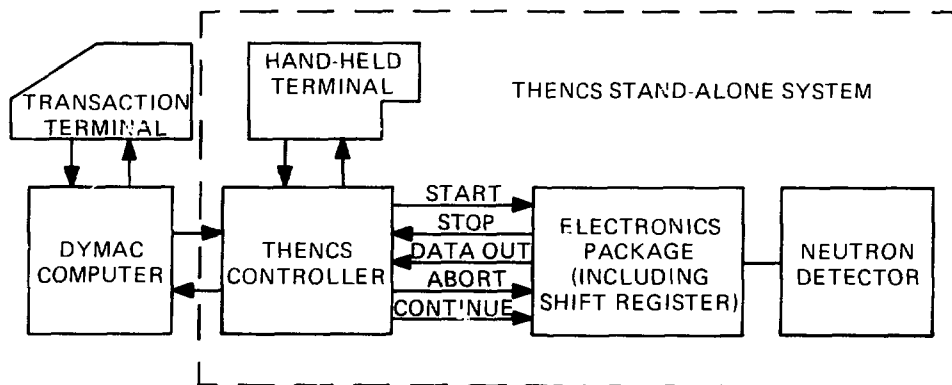 THENCS STAND-ALONE SYSTEM
TRANSACTION
TERMINAL
HAND-HELD
TERMINAL
DYMAC
COMPUTER
THENCS
CONTROLLER
START
STOP
DATA OUT
ABORT
CONTINUE
ELECTRONICS
PACKAGE
(INCLUDING
SHIFT REGISTER)
NEUTRON
DETECTOR